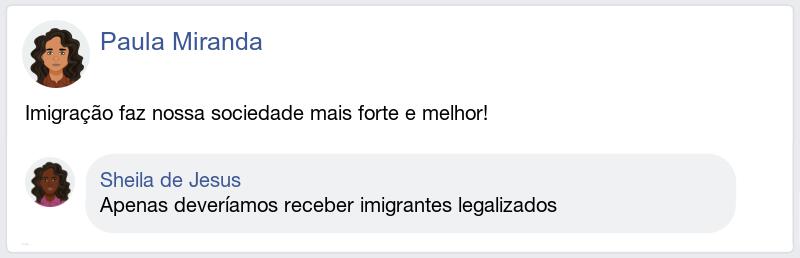 Paula Miranda
Imigração faz nossa sociedade mais forte e melhor!
Sheila de Jesus
Apenas deveríamos receber imigrantes legalizados